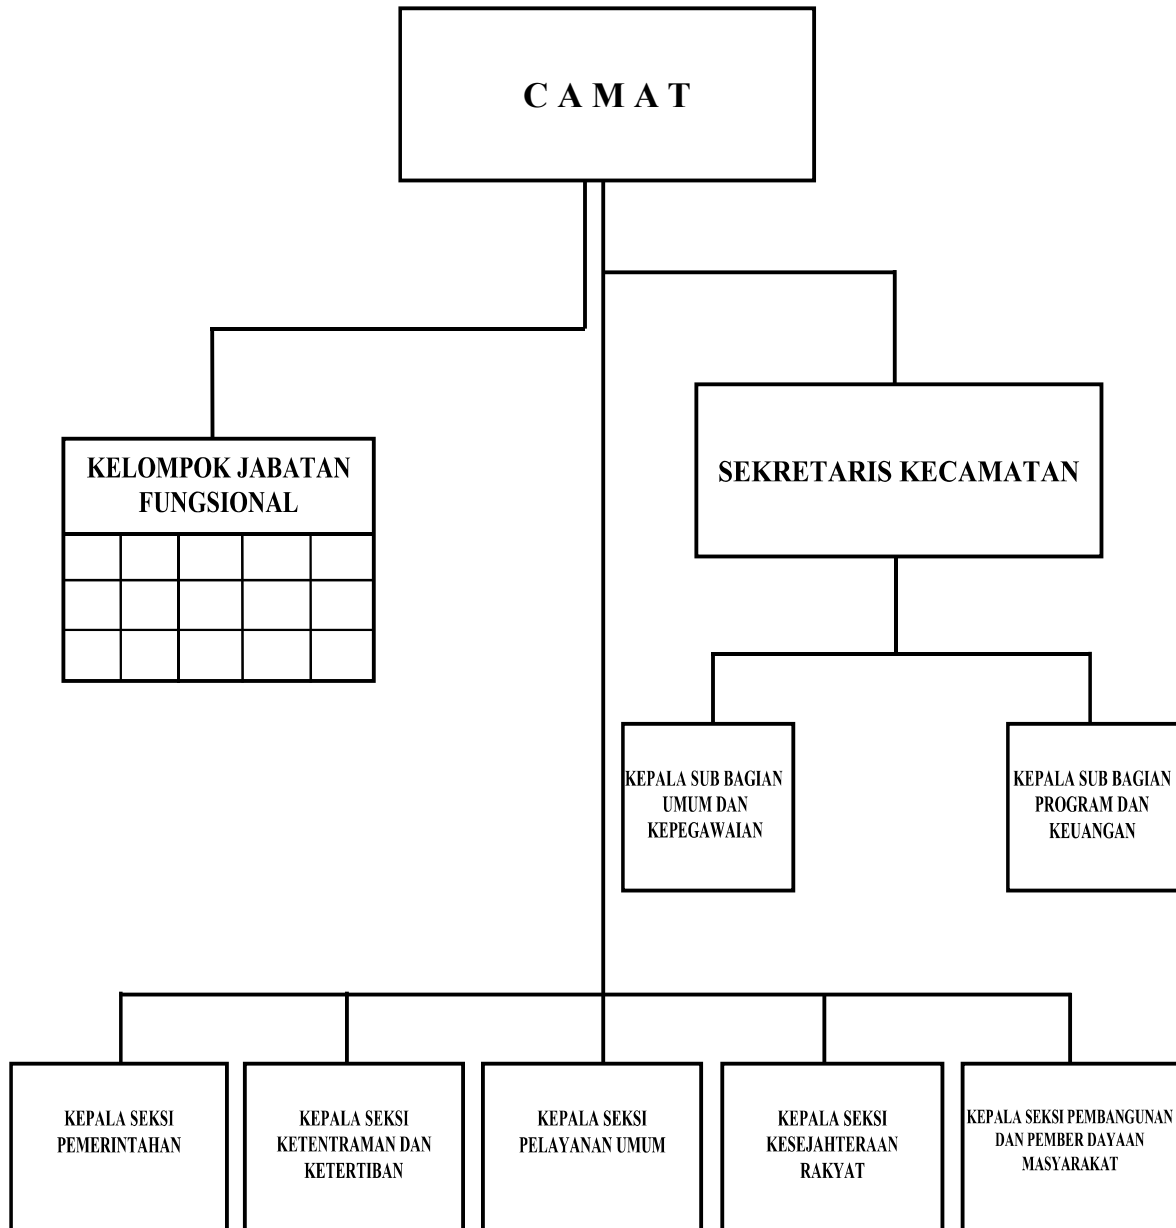 C A M A T
KELOMPOK JABATAN
FUNGSIONAL
SEKRETARIS KECAMATAN
KEPALA SUB BAGIAN
UMUM DAN
KEPEGAWAIAN
KEPALA SUB BAGIAN
PROGRAM DAN
KEUANGAN
KEPALA SEKSI
PEMERINTAHAN
KEPALA SEKSI
KETENTRAMAN DAN
KETERTIBAN
KEPALA SEKSI
PELAYANAN UMUM
KEPALA SEKSI
KESEJAHTERAAN
RAKYAT
KEPALA SEKSI PEMBANGUNAN
DAN PEMBER DAYAAN
MASYARAKAT